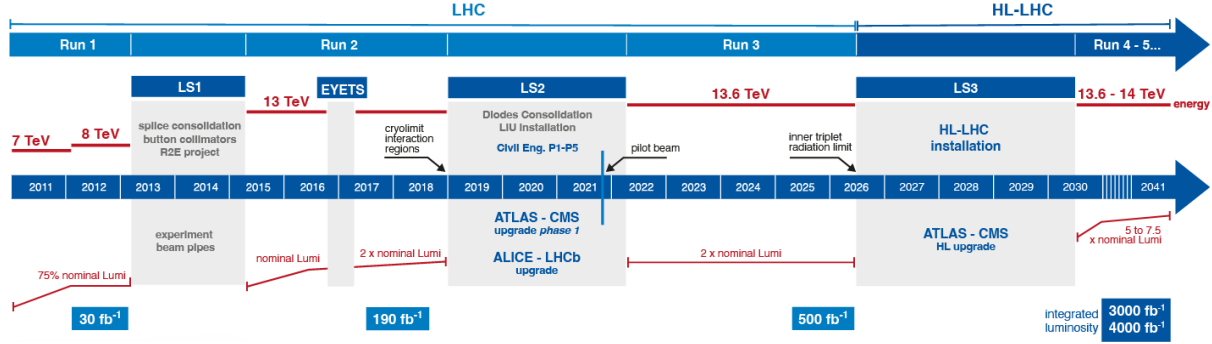 LHC
HL-LHC
Run 1
Run 2
Run 3
Run 4 - 5...
LS1
EYETS
LS2
LS3
13 TeV
13.6 TeV
13.6 - 14 TeV
energy
7 TeV
8 TeV
splice consolidation
button collimators
R2E project
cryolimit
interaction
regions
Diodes Consolidation
LIU Installation
Civil Eng. P1-P5
pilot beam
inner triplet
radiation limit
HL-LHC
installation
2011
2012
2013
2014
2015
2016
2017
2018
2019
2020
2021
2022
2023
2024
2025
2026
2027
2028
2029
2030
2041
experiment
beam pipes
ATLAS - CMS
upgrade phase 1
ALICE - LHCb
upgrade
ATLAS - CMS
HL upgrade
5 to 7.5
x nominal Lumi
75% nominal Lumi
nominal Lumi
2 x nominal Lumi
2 x nominal Lumi
30 fb⁻¹
190 fb⁻¹
500 fb⁻¹
integrated
luminosity
3000 fb⁻¹
4000 fb⁻¹